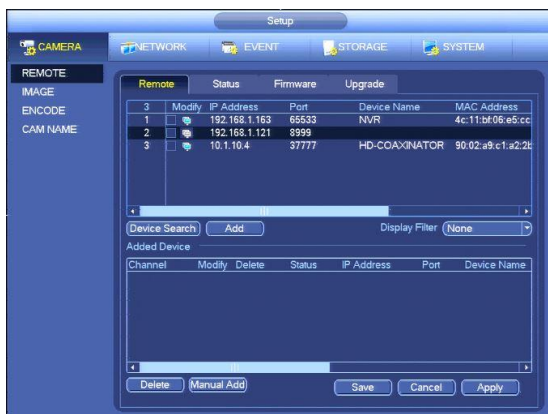 Setup
CAMERA NETWORK EVENT STORAGE SYSTEM
REMOTE
IMAGE
ENCODE
CAM NAME
Remote Status Firmware Upgrade
3 Modify IP Address Port Device Name MAC Address
1 192.168.1.163 65533 NVR 4c:11:bf:06:e5:cc
2 192.168.1.121 8999
3 10.1.10.4 37777 HD-COAXINATOR 90:02:a9:c1:a2:2b
Device Search Add Display Filter None
Added Device
Channel Modify Delete Status IP Address Port Device Name
Delete Manual Add Save Cancel Apply